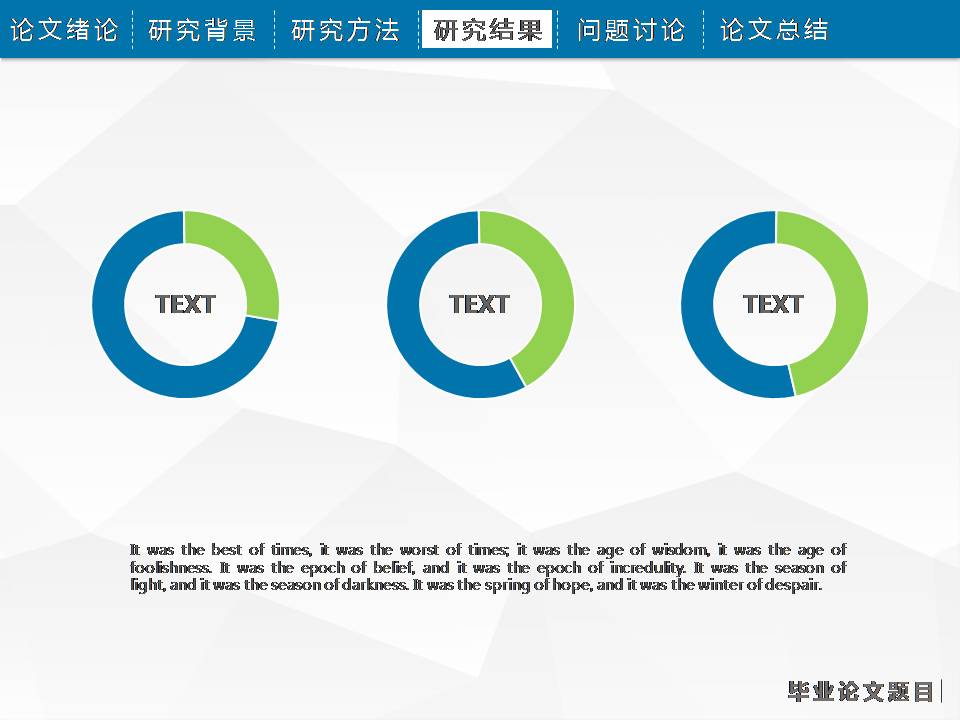 论文绪论 研究背景 研究方法 研究结果 问题讨论 论文总结
TEXT TEXT TEXT
It was the best of times, it was the worst of times; it was the age of wisdom, it was the age of
foolishness. It was the epoch of belief, and it was the epoch of incredulity. It was the season of
light, and it was the season of darkness. It was the spring of hope, and it was the winter of despair.
毕业论文题目